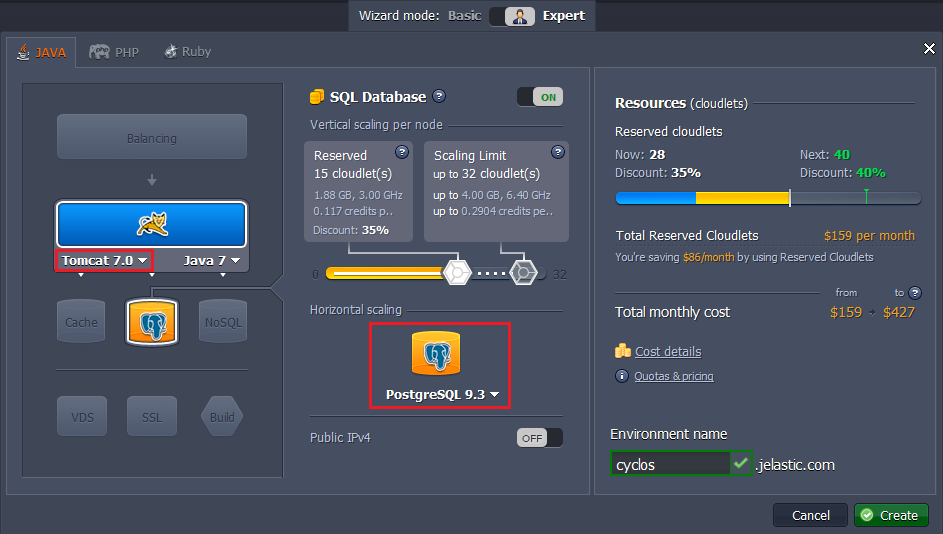 Wizard mode: Basic Expert
JAVA PHP Ruby
Balancing
Tomcat 7.0 Java 7
Cache NoSQL
VDS SSL Build
SQL Database ? ON
Vertical scaling per node
Reserved ?
15 cloudlet(s)
1.88 GB, 3.00 GHz
0.117 credits p..
Discount: 35%
Scaling Limit ?
up to 32 cloudlet(s)
up to 4.00 GB, 6.40 GHz
up to 0.2904 credits pe..
0 32
Horizontal scaling
PostgreSQL 9.3
Public IPv4 OFF
Resources (cloudlets)
Reserved cloudlets
Now: 28 Next: 40
Discount: 35% Discount: 40%
Total Reserved Cloudlets $159 per month
You're saving $86/month by using Reserved Cloudlets
from to ?
Total monthly cost $159 - $427
Cost details
Quotas & pricing
Environment name
cyclos .jelastic.com
Cancel Create